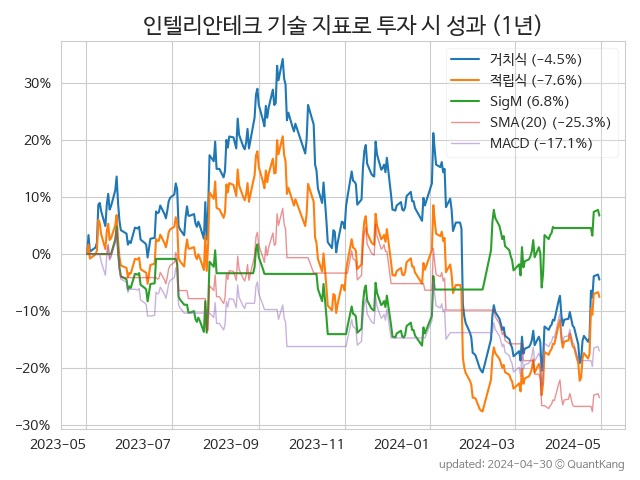 인텔리안테크 기술 지표로 투자 시 성과 (1년)
거치식 (−4.5%)
적립식 (−7.6%)
SigM (6.8%)
SMA(20) (−25.3%)
MACD (−17.1%)
30%
20%
10%
0%
−10%
−20%
−30%
2023-05 2023-07 2023-09 2023-11 2024-01 2024-03 2024-05
updated: 2024-04-30 © QuantKang